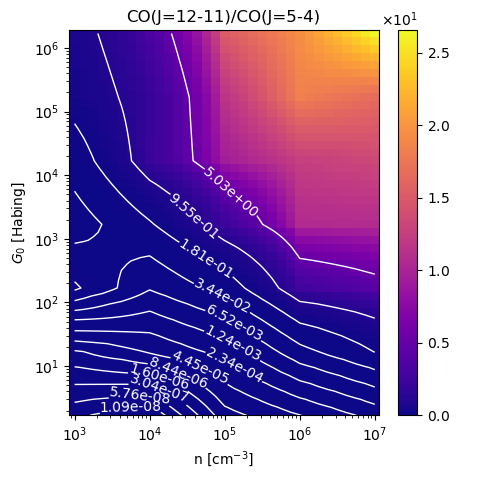 CO(J=12-11)/CO(J=5-4)
×10¹
10⁶
10⁵
10⁴
10³
10²
10¹
G₀ [Habing]
5.03e+00
9.55e-01
1.81e-01
3.44e-02
6.52e-03
1.24e-03
2.34e-04
4.45e-05
8.44e-06
1.60e-06
3.04e-07
5.76e-08
1.09e-08
10³
10⁴
10⁵
10⁶
10⁷
n [cm⁻³]
2.5
2.0
1.5
1.0
0.5
0.0